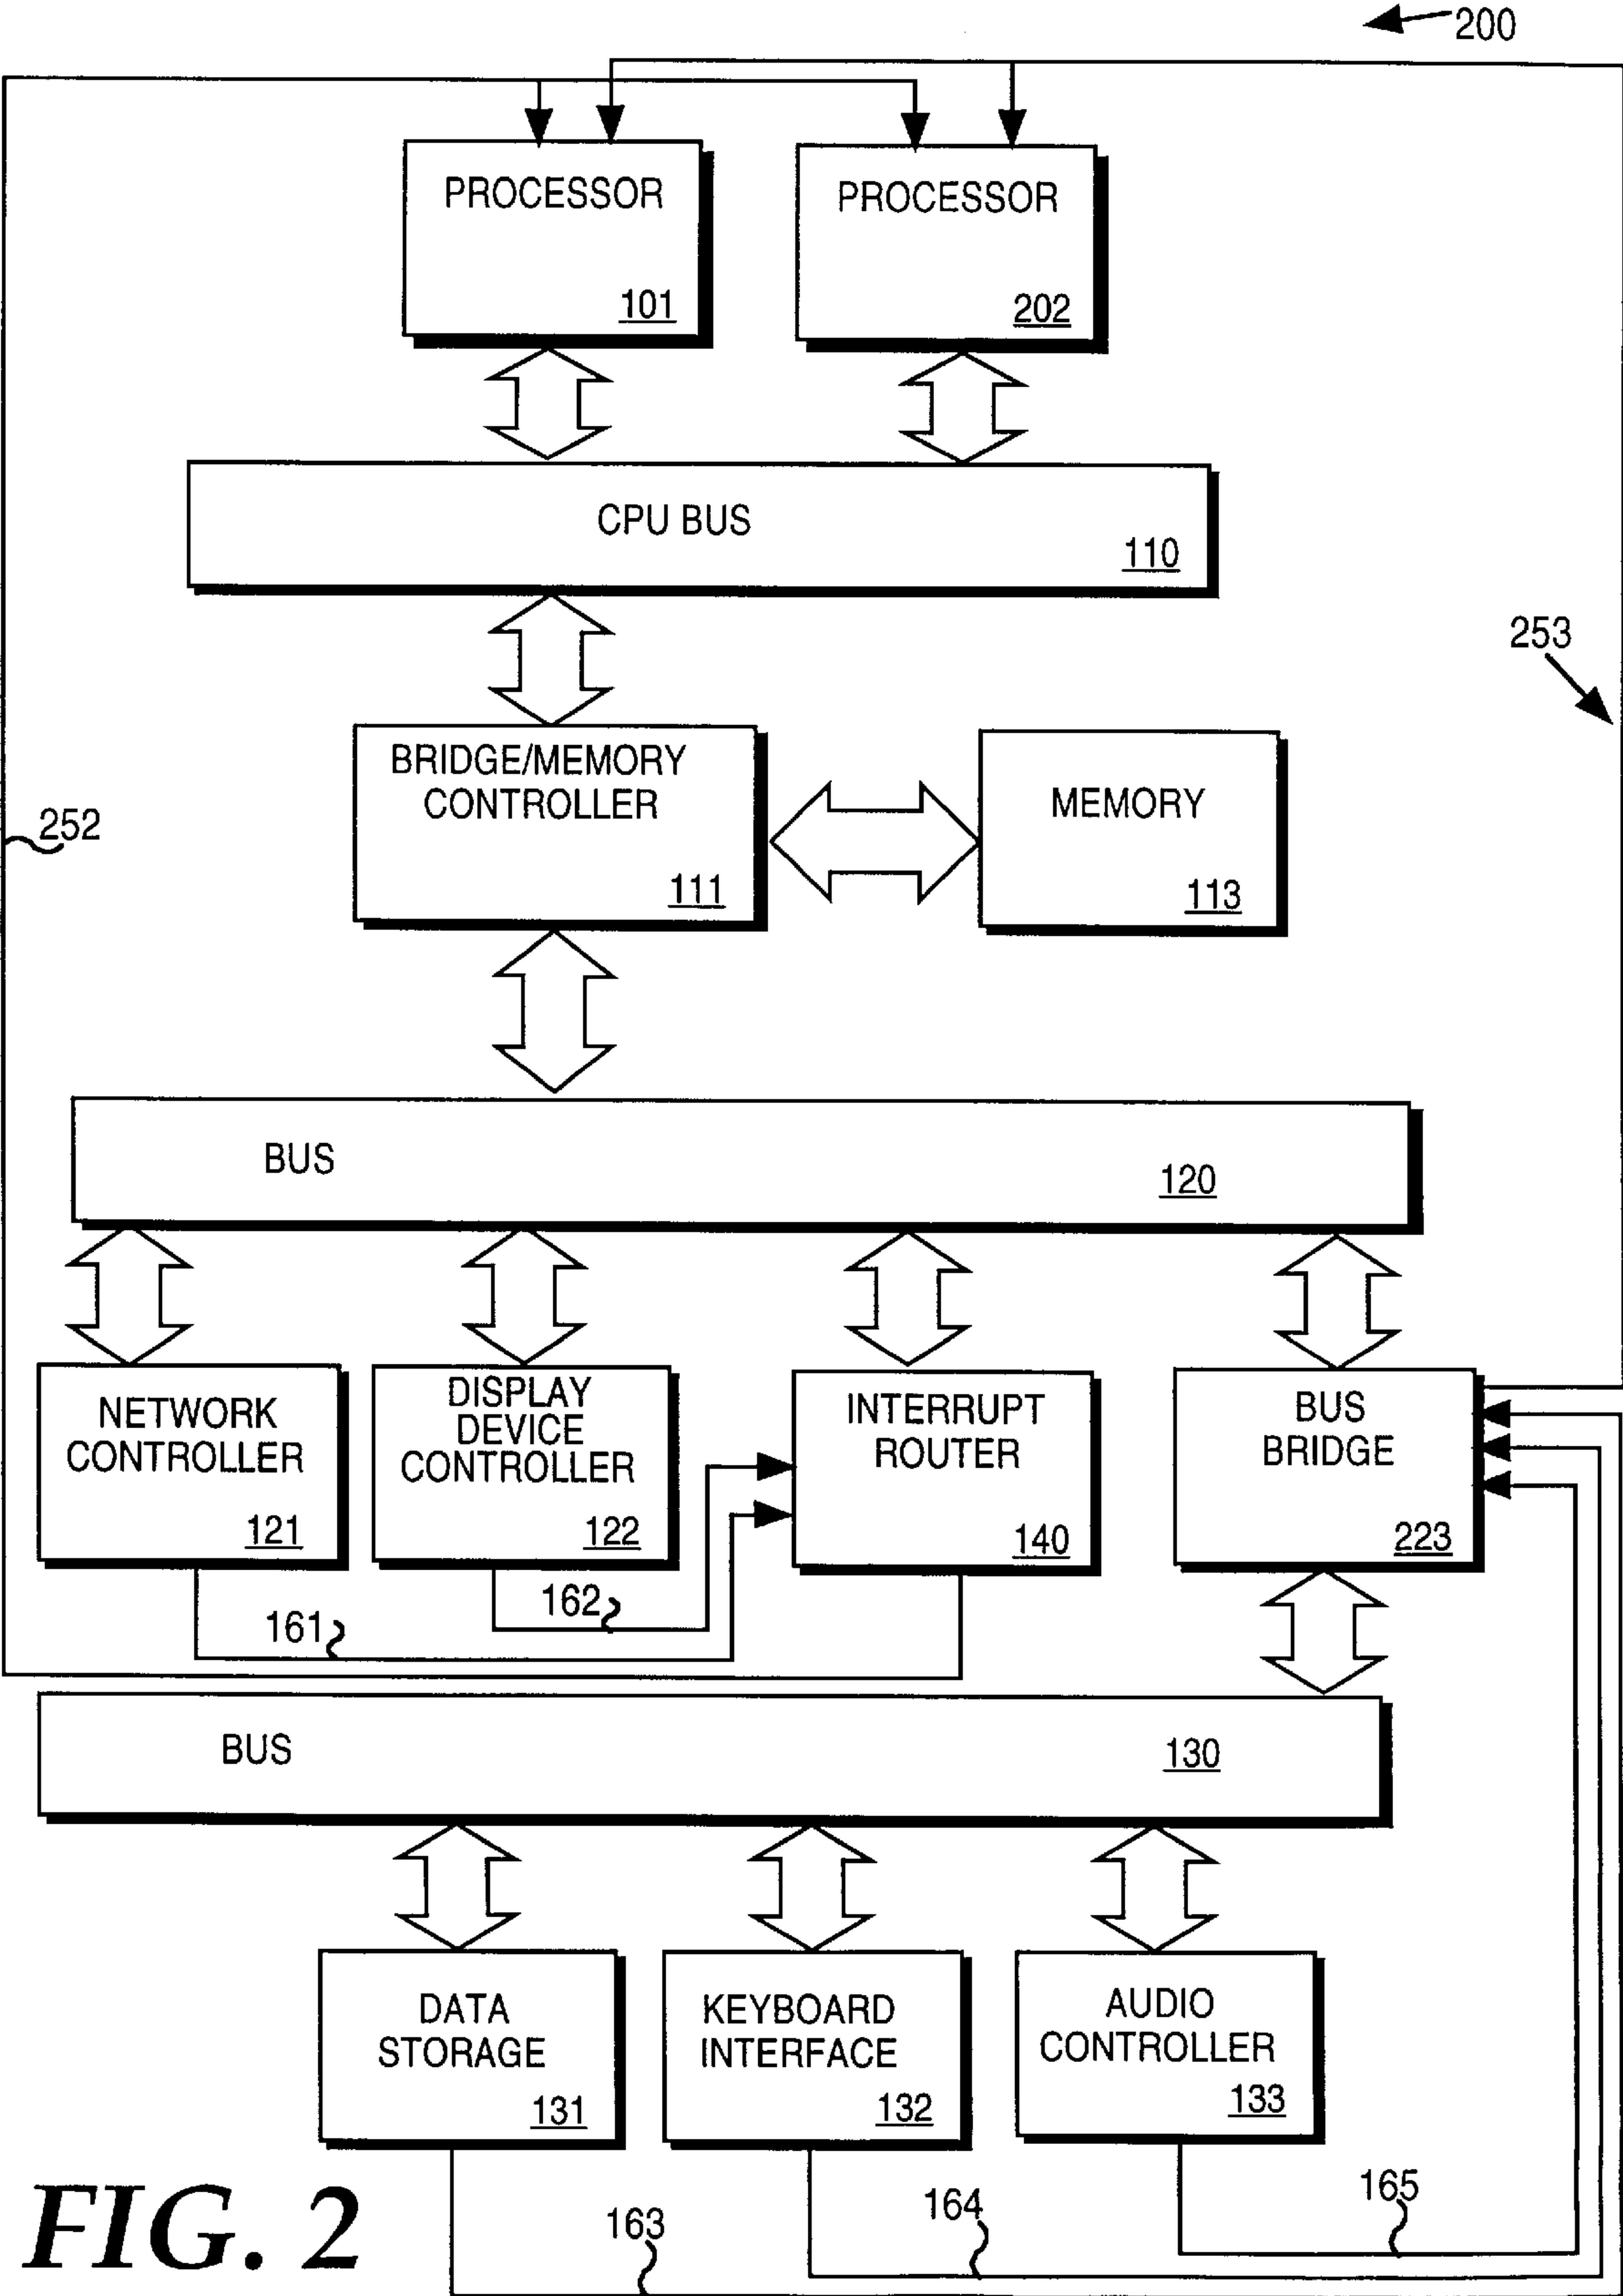 200
PROCESSOR
101
PROCESSOR
202
CPU BUS
110
253
BRIDGE/MEMORY
CONTROLLER
111
MEMORY
113
252
BUS
120
NETWORK
CONTROLLER
121
DISPLAY
DEVICE
CONTROLLER
122
INTERRUPT
ROUTER
140
BUS
BRIDGE
223
162
161
BUS
130
DATA
STORAGE
131
KEYBOARD
INTERFACE
132
AUDIO
CONTROLLER
133
163
164
165
FIG. 2